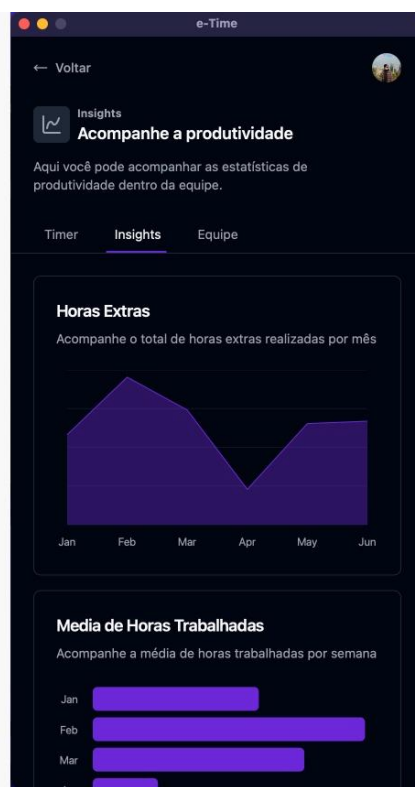 e-Time
← Voltar
Insights
Acompanhe a produtividade
Aqui você pode acompanhar as estatísticas de
produtividade dentro da equipe.
Timer Insights Equipe
Horas Extras
Acompanhe o total de horas extras realizadas por mês
Jan Feb Mar Apr May Jun
Media de Horas Trabalhadas
Acompanhe a média de horas trabalhadas por semana
Jan
Feb
Mar